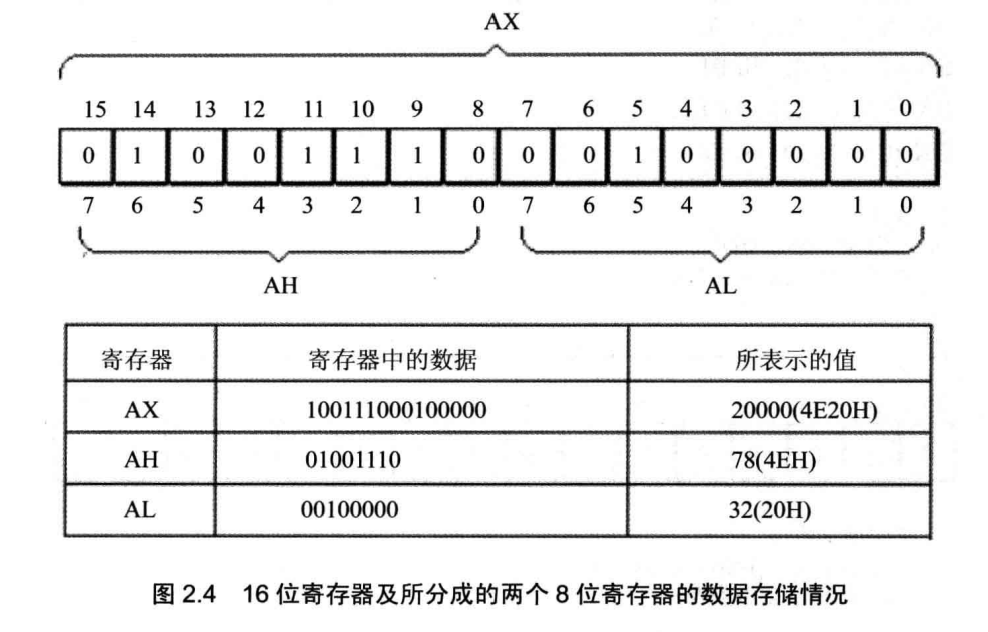 AX
15 14 13 12 11 10 9 8 7 6 5 4 3 2 1 0
0 1 0 0 1 1 1 0 0 0 1 0 0 0 0 0
7 6 5 4 3 2 1 0 7 6 5 4 3 2 1 0
AH AL
寄存器 寄存器中的数据 所表示的值
AX 100111000100000 20000(4E20H)
AH 01001110 78(4EH)
AL 00100000 32(20H)
图 2.4 16 位寄存器及所分成的两个 8 位寄存器的数据存储情况